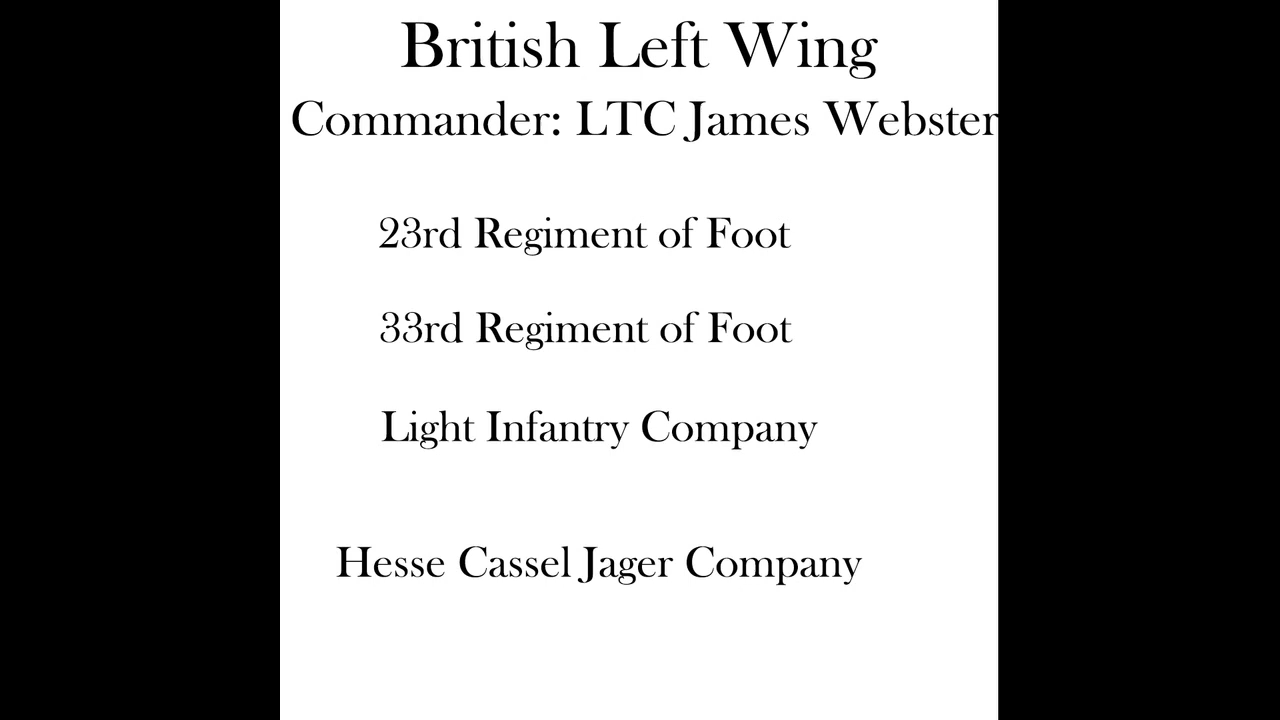 British Left Wing
Commander: LTC James Webster
23rd Regiment of Foot
33rd Regiment of Foot
Light Infantry Company
Hesse Cassel Jager Company